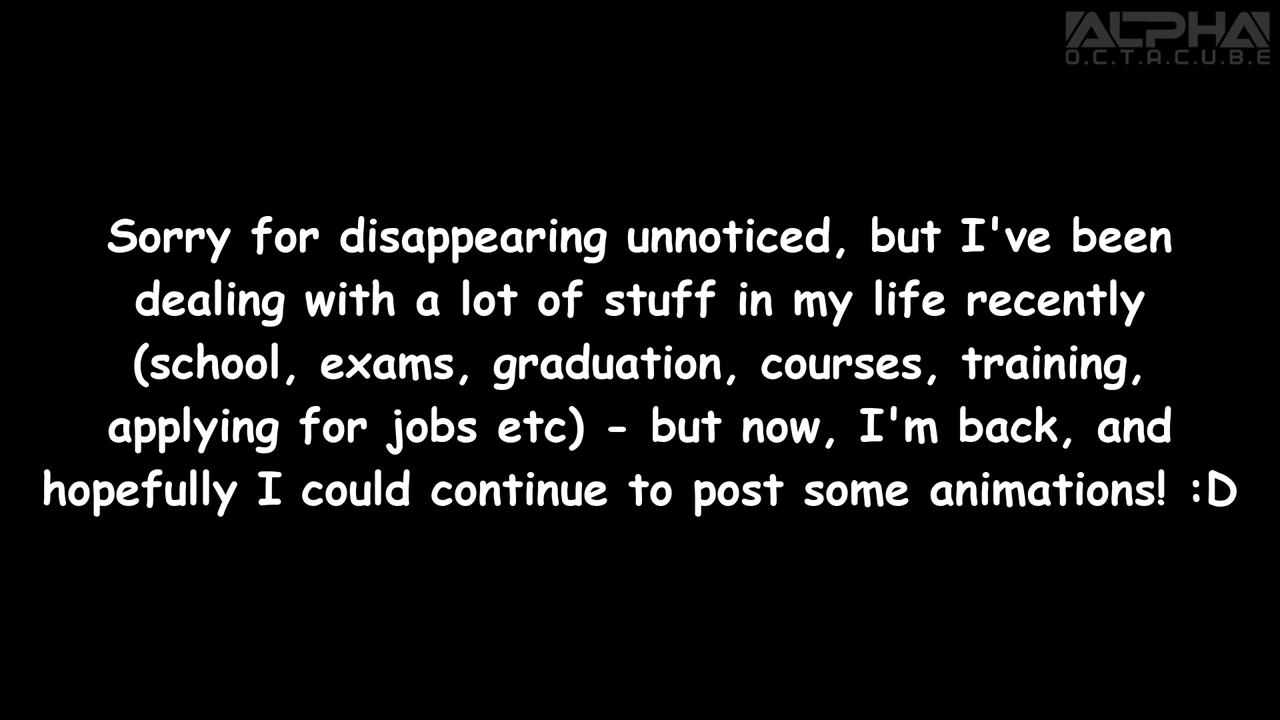 ALPHA
O.C.T.A.C.U.B.E
Sorry for disappearing unnoticed, but I've been
dealing with a lot of stuff in my life recently
(school, exams, graduation, courses, training,
applying for jobs etc) - but now, I'm back, and
hopefully I could continue to post some animations! :D